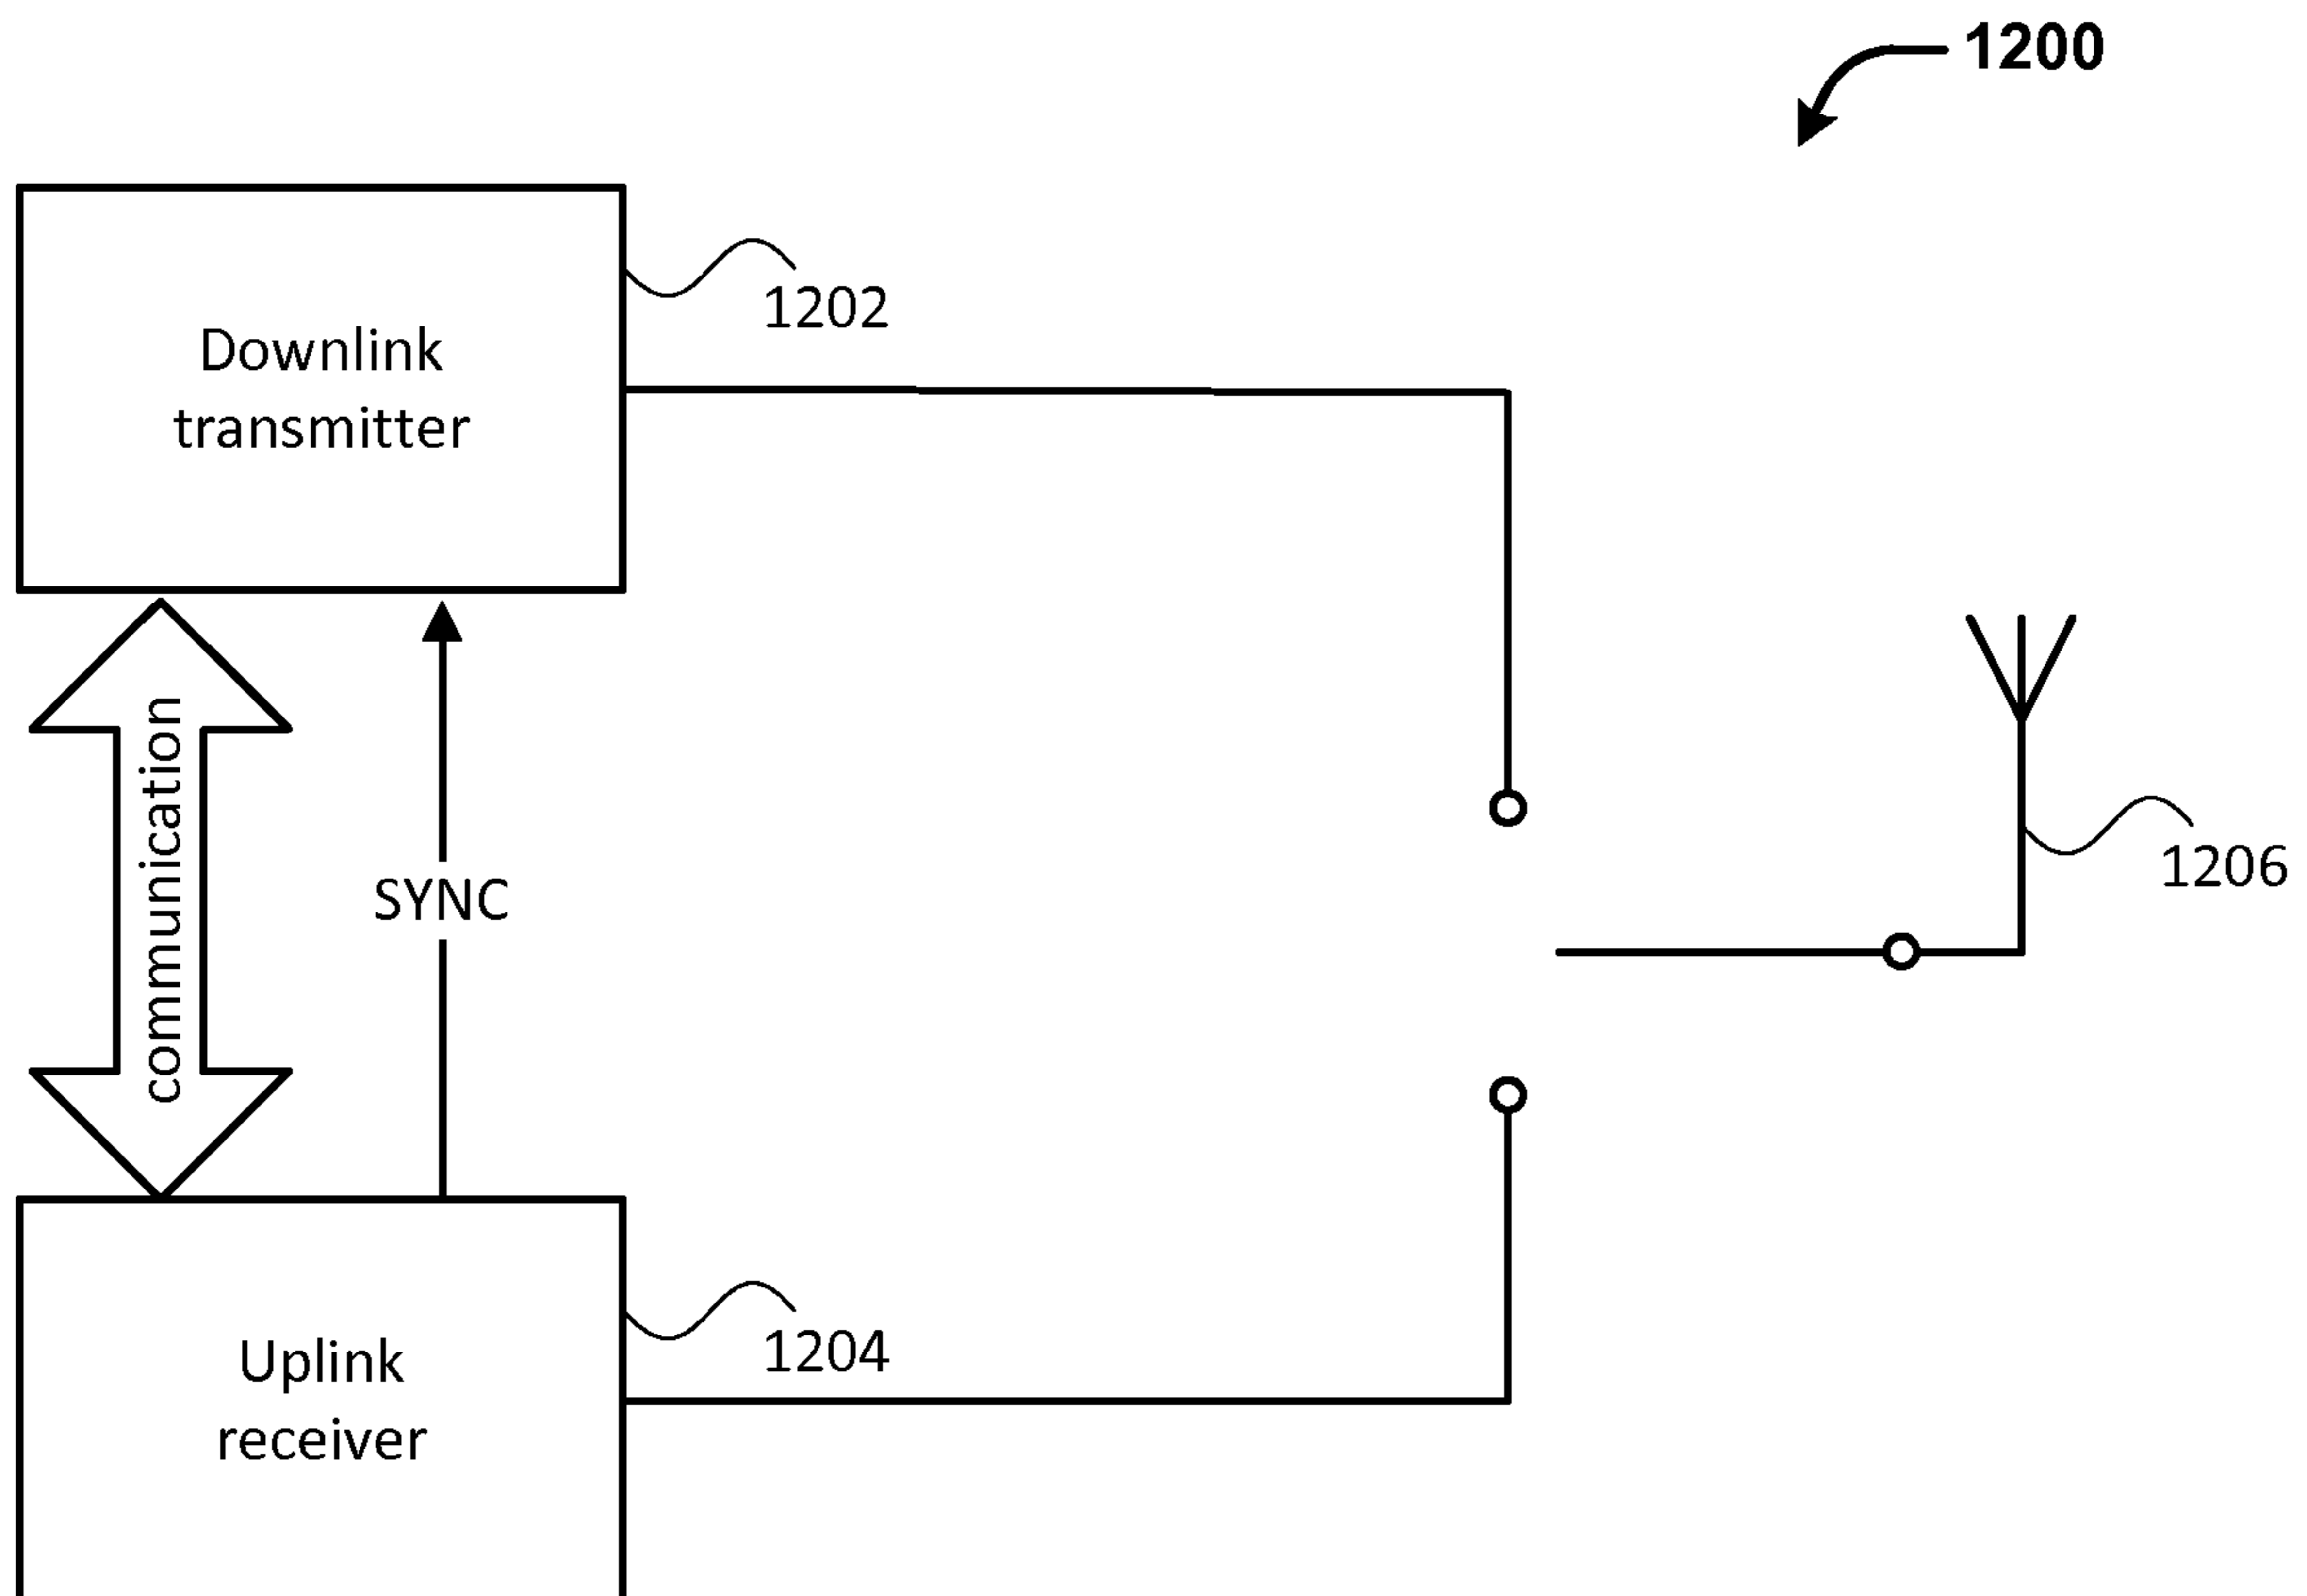 1200
1202
Downlink
transmitter
communication
SYNC
1206
1204
Uplink
receiver